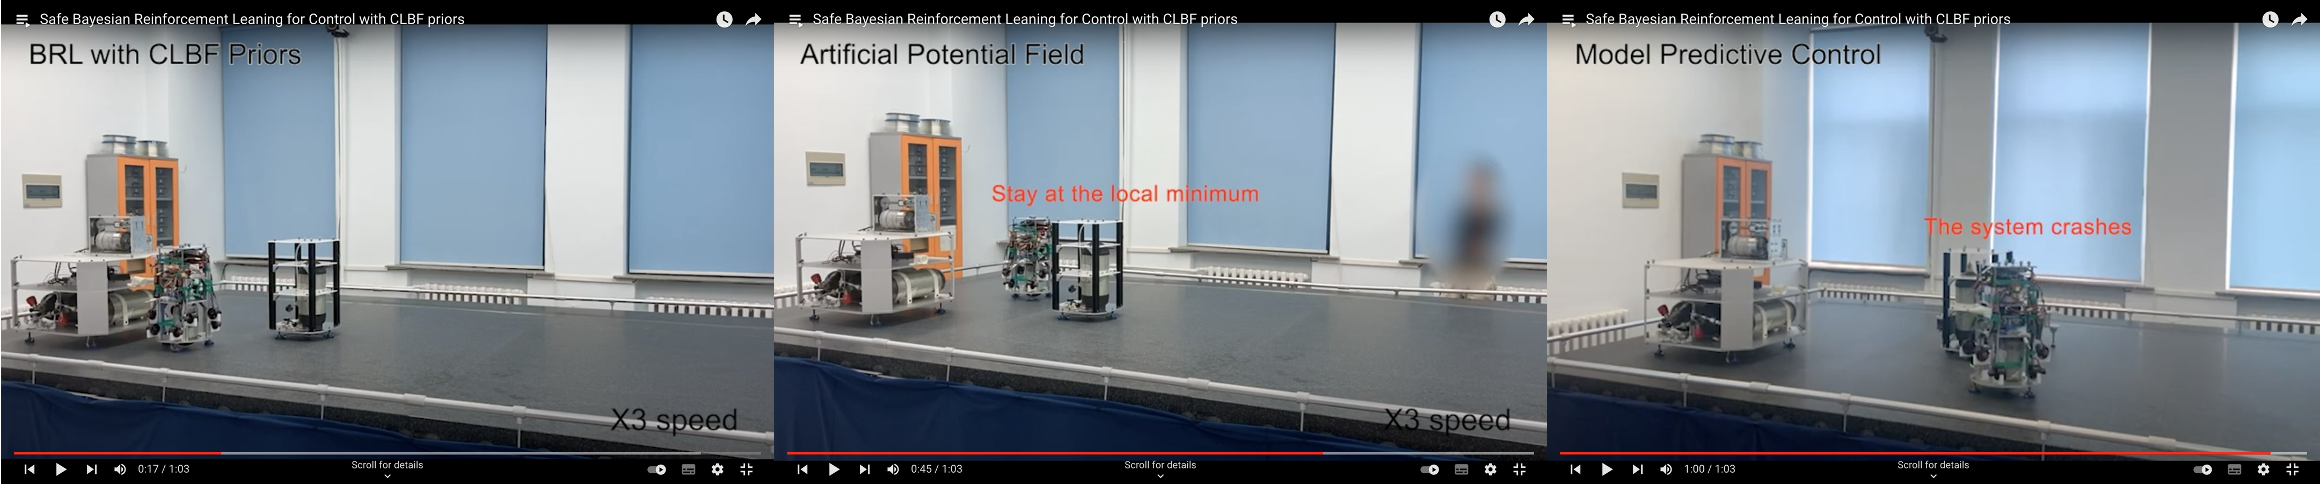 Safe Bayesian Reinforcement Leaning for Control with CLBF priors
BRL with CLBF Priors
X3 speed
0:17 / 1:03
Scroll for details
Safe Bayesian Reinforcement Leaning for Control with CLBF priors
Artificial Potential Field
Stay at the local minimum
X3 speed
0:45 / 1:03
Scroll for details
Safe Bayesian Reinforcement Leaning for Control with CLBF priors
Model Predictive Control
The system crashes
1:00 / 1:03
Scroll for details